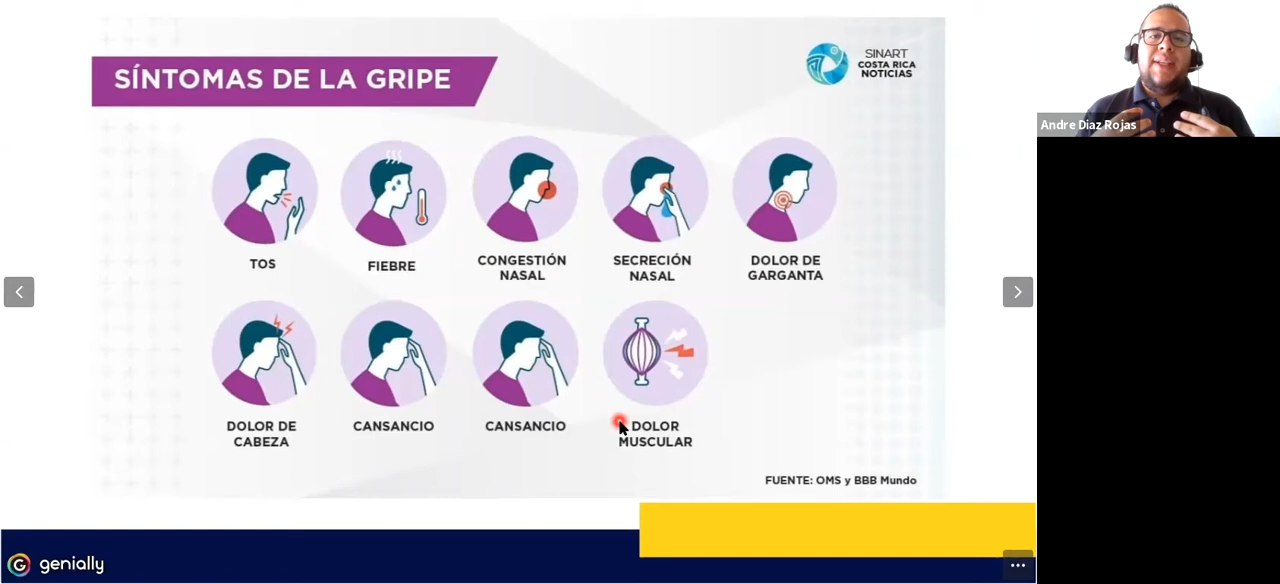 SÍNTOMAS DE LA GRIPE
SINART
COSTA RICA
NOTICIAS
Andre Diaz Rojas
TOS
FIEBRE
CONGESTIÓN
NASAL
SECRECIÓN
NASAL
DOLOR DE
GARGANTA
DOLOR DE
CABEZA
CANSANCIO
CANSANCIO
DOLOR
MUSCULAR
FUENTE: OMS y BBB Mundo
genially